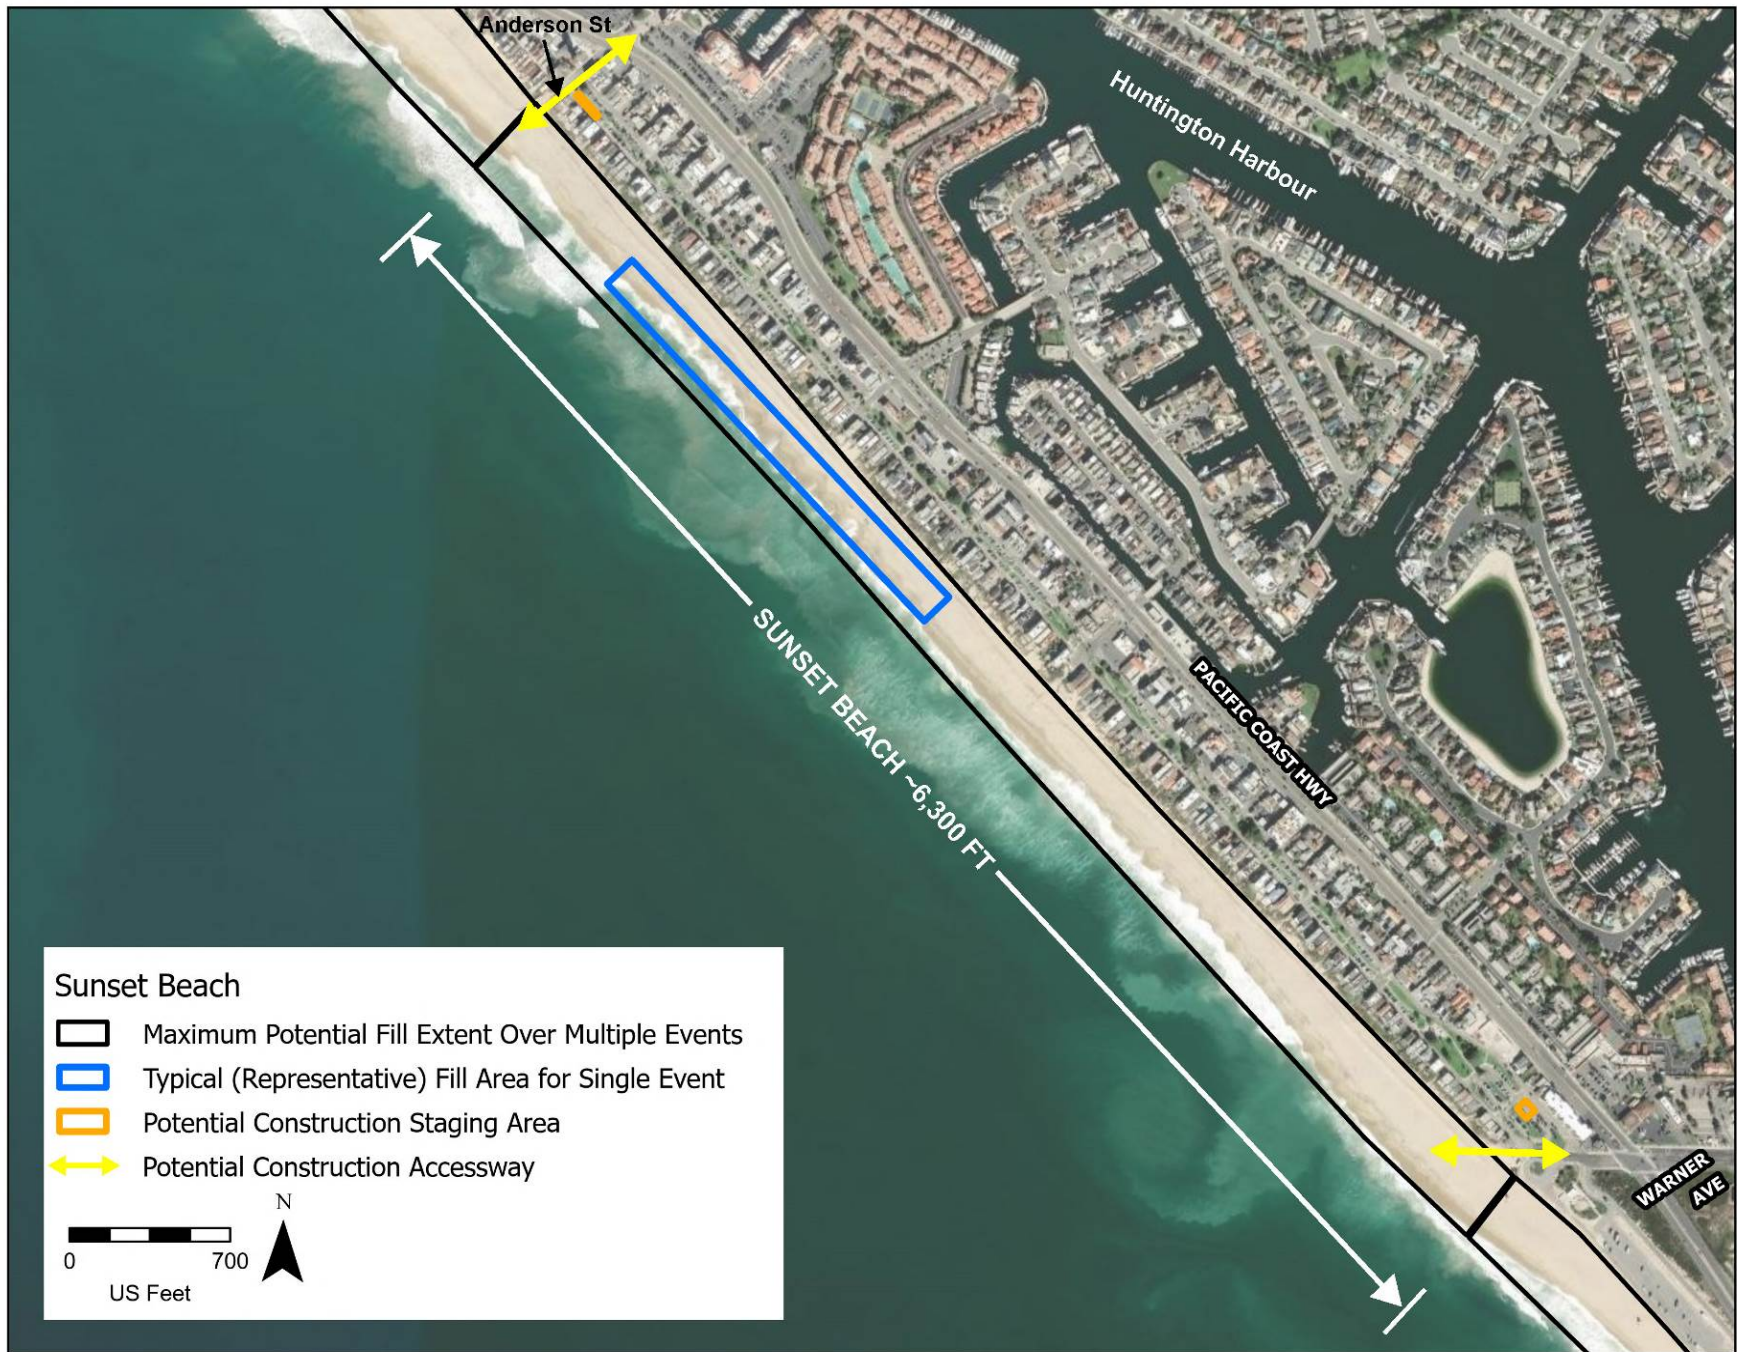 Anderson St
Huntington Harbour
SUNSET BEACH ~6,300 FT
PACIFIC COAST HWY
WARNER
AVE
Sunset Beach
Maximum Potential Fill Extent Over Multiple Events
Typical (Representative) Fill Area for Single Event
Potential Construction Staging Area
Potential Construction Accessway
N
0 700
US Feet